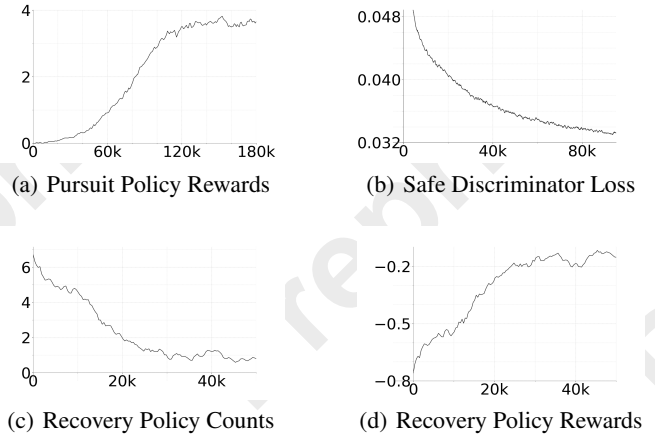 4
2
0
0 60k 120k 180k
(a) Pursuit Policy Rewards
0.048
0.040
0.032
0 40k 80k
(b) Safe Discriminator Loss
6
4
2
0
0 20k 40k
(c) Recovery Policy Counts
−0.2
−0.5
−0.8
0 20k 40k
(d) Recovery Policy Rewards